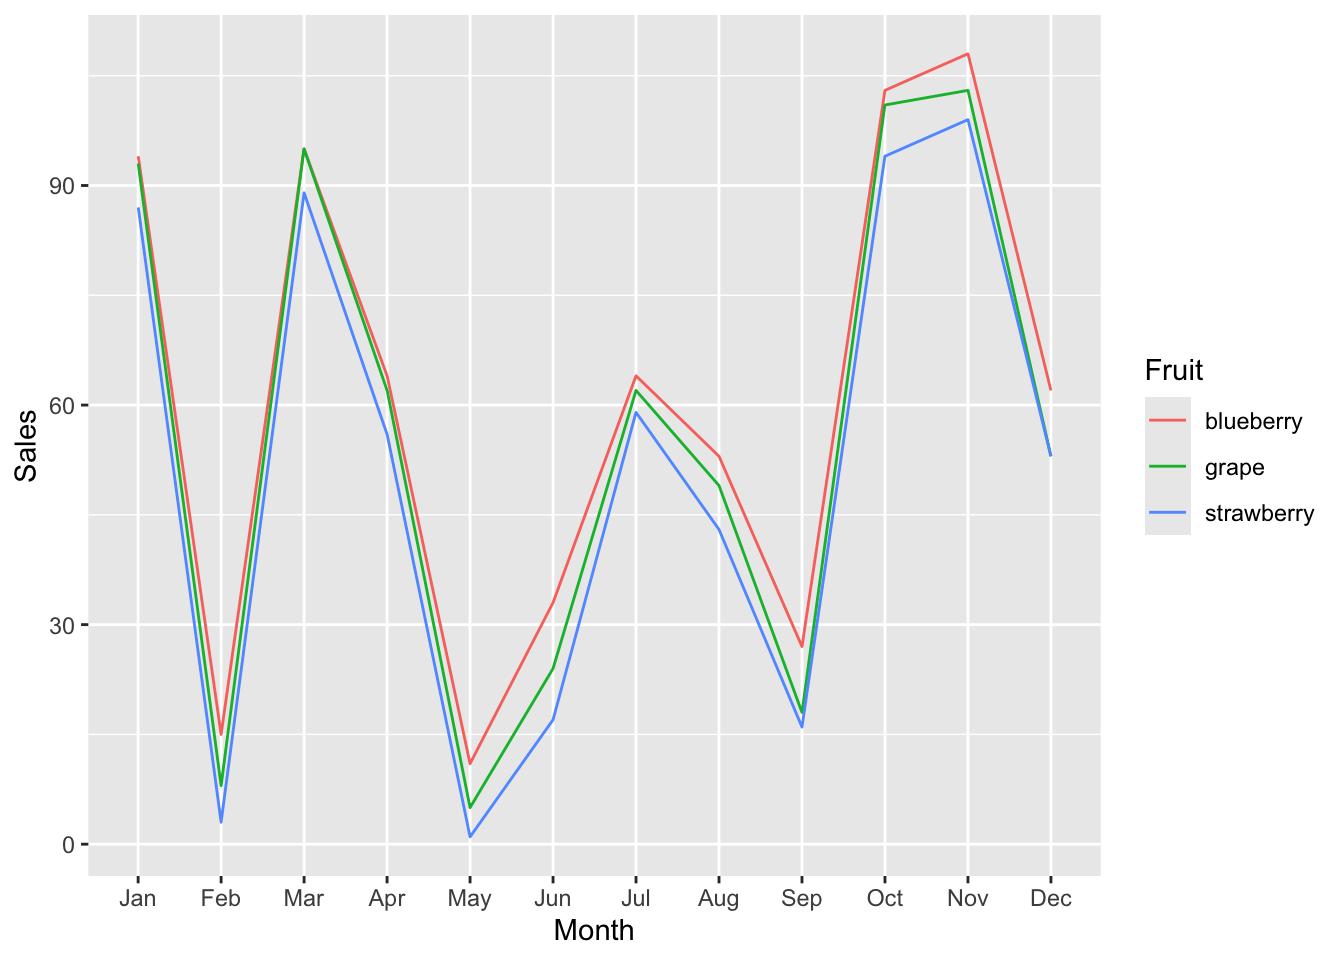 Sales
90
60
30
0
Jan Feb Mar Apr May Jun Jul Aug Sep Oct Nov Dec
Month
Fruit
blueberry
grape
strawberry